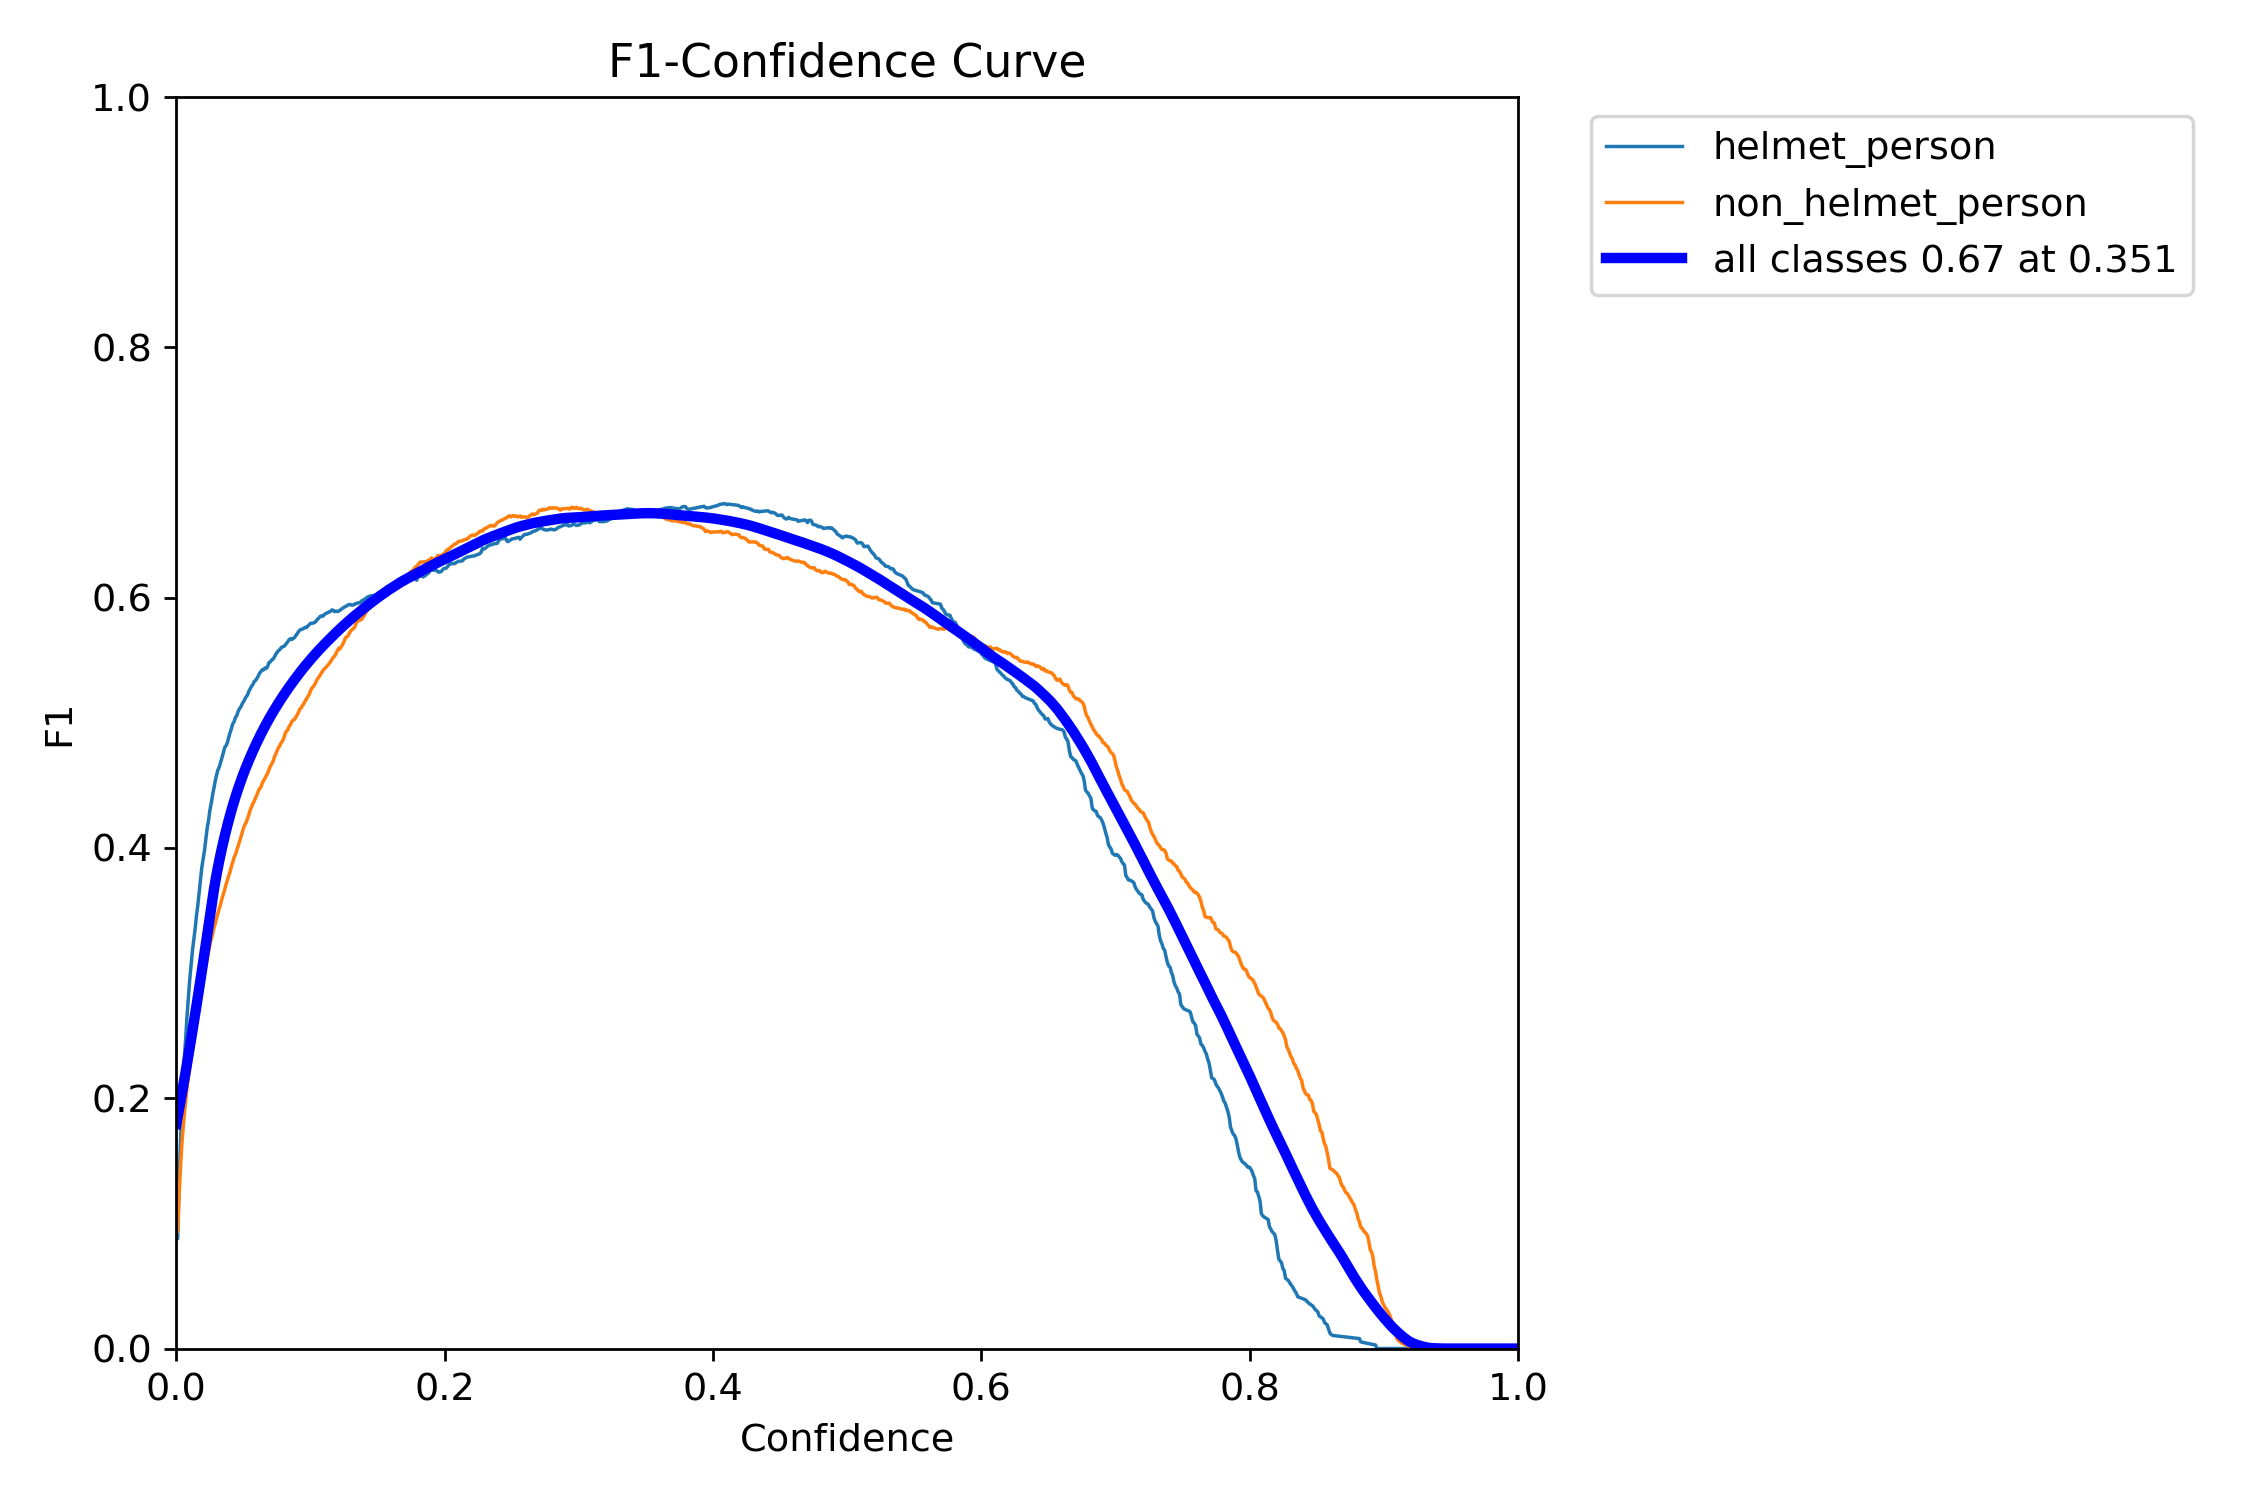 F1-Confidence Curve
1.0
0.8
0.6
0.4
0.2
0.0
F1
0.0 0.2 0.4 0.6 0.8 1.0
Confidence
helmet_person
non_helmet_person
all classes 0.67 at 0.351